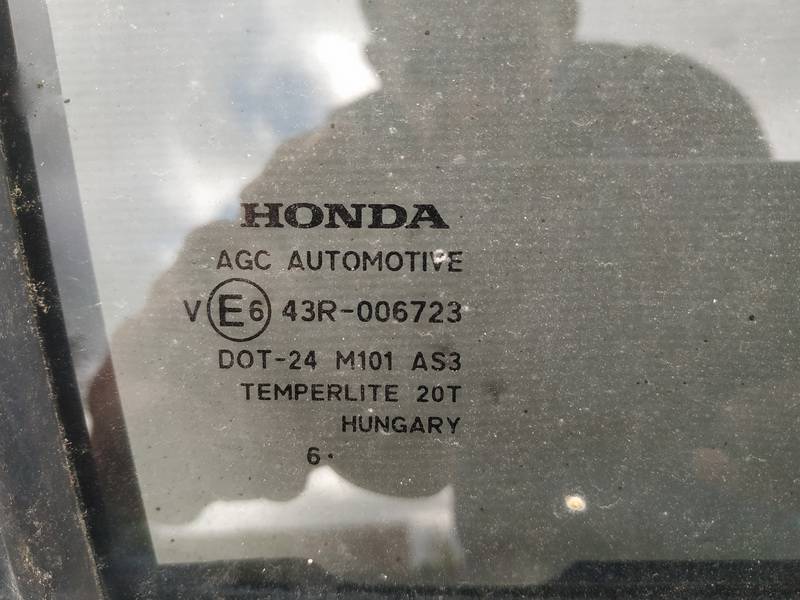 HONDA
AGC AUTOMOTIVE
V E6 43R-006723
DOT-24 M101 AS3
TEMPERLITE 20T
HUNGARY
6·